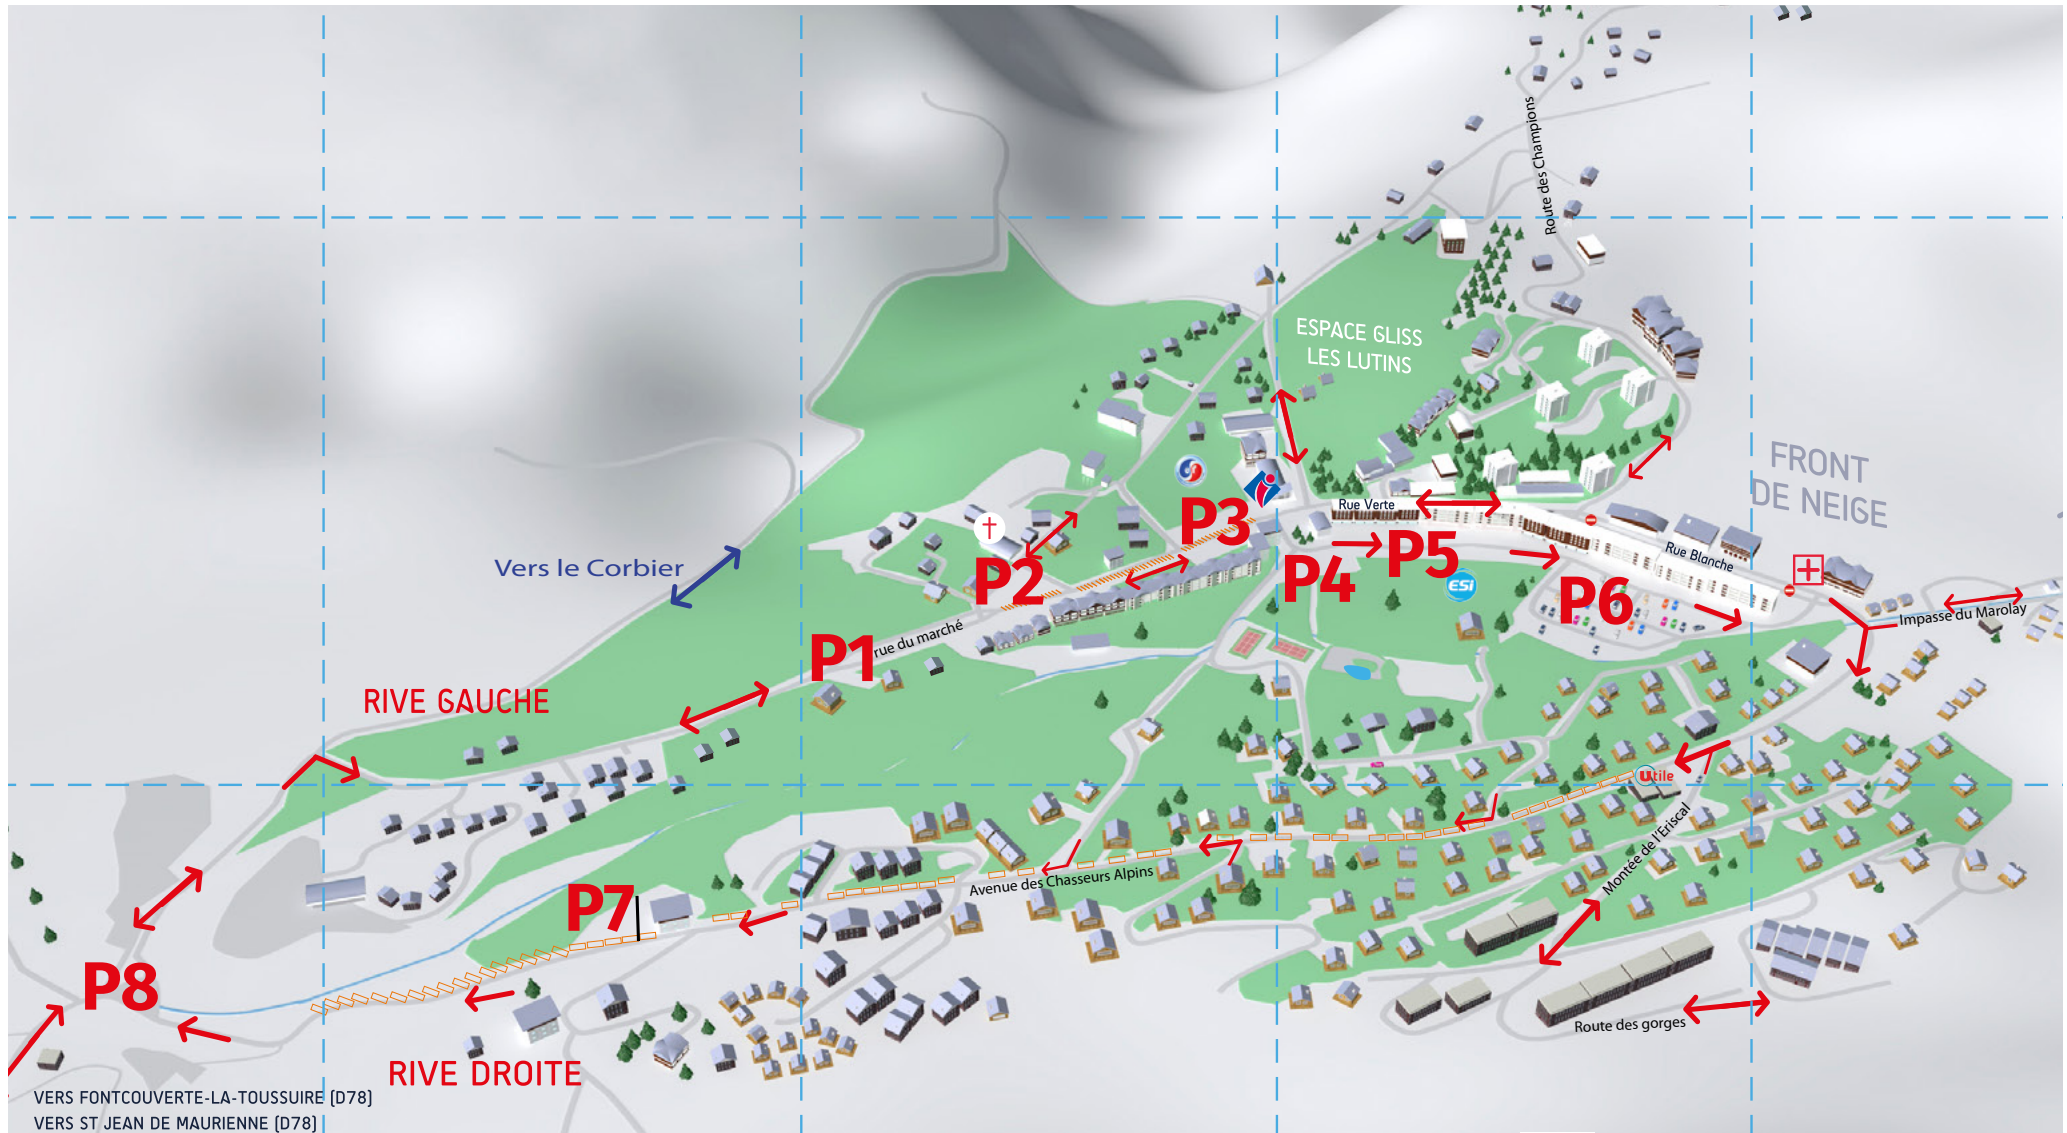 Route des Champions
ESPACE GLISS
LES LUTINS
FRONT
DE NEIGE
P3
Rue Verte
P5
Rue Blanche
P2
P4
esi
P6
Vers le Corbier
Impasse du Marolay
P1
rue du marché
RIVE GAUCHE
Utile
Montée de l'Eriscal
Avenue des Chasseurs Alpins
P7
P8
Route des gorges
RIVE DROITE
VERS FONTCOUVERTE-LA-TOUSSUIRE (D78)
VERS ST JEAN DE MAURIENNE (D78)